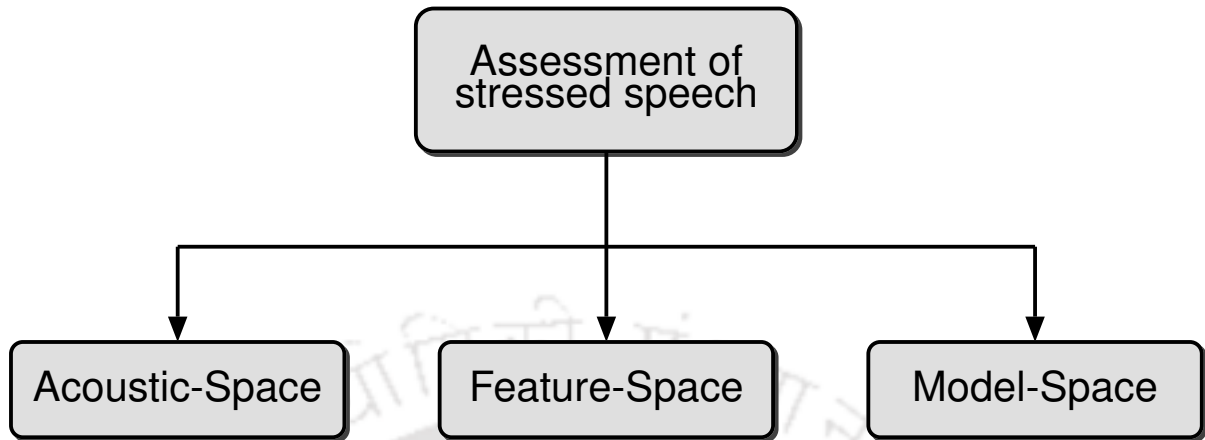 Assessment of
stressed speech
Acoustic-Space
Feature-Space
Model-Space